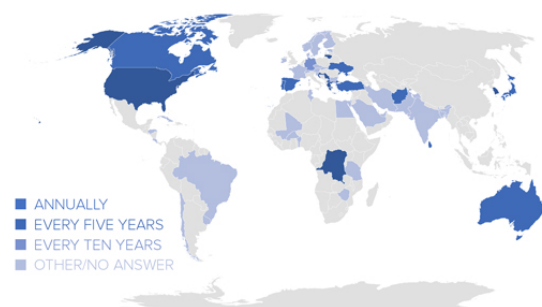 ANNUALLY
EVERY FIVE YEARS
EVERY TEN YEARS
OTHER/NO ANSWER